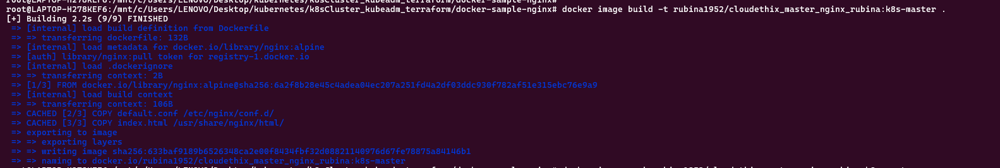 root@LAPTOP-H278KEF6:/mnt/c/Users/LENOVO/Desktop/kubernetes/k8sCluster_kubeadm_terraform/docker-sample-nginx#
root@LAPTOP-H278KEF6:/mnt/c/Users/LENOVO/Desktop/kubernetes/k8sCluster_kubeadm_terraform/docker-sample-nginx# docker image build -t rubina1952/cloudethix_master_nginx_rubina:k8s-master .
[+] Building 2.2s (9/9) FINISHED
=> [internal] load build definition from Dockerfile
=> => transferring dockerfile: 132B
=> [internal] load metadata for docker.io/library/nginx:alpine
=> [auth] library/nginx:pull token for registry-1.docker.io
=> [internal] load .dockerignore
=> => transferring context: 2B
=> [1/3] FROM docker.io/library/nginx:alpine@sha256:6a2f8b28e45c4adea04ec207a251fd4a2df03ddc930f782af51e315ebc76e9a9
=> [internal] load build context
=> => transferring context: 106B
=> CACHED [2/3] COPY default.conf /etc/nginx/conf.d/
=> CACHED [3/3] COPY index.html /usr/share/nginx/html/
=> exporting to image
=> => exporting layers
=> => writing image sha256:633baf9189b6526348ca2e00f8434fbf32d08821140976d67fe78875a84146b1
=> => naming to docker.io/rubina1952/cloudethix_master_nginx_rubina:k8s-master